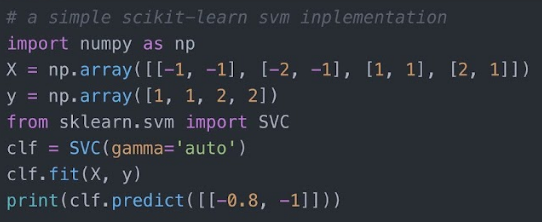 # a simple scikit-learn svm inplementation
import numpy as np
X = np.array([[-1, -1], [-2, -1], [1, 1], [2, 1]])
y = np.array([1, 1, 2, 2])
from sklearn.svm import SVC
clf = SVC(gamma='auto')
clf.fit(X, y)
print(clf.predict([[-0.8, -1]]))